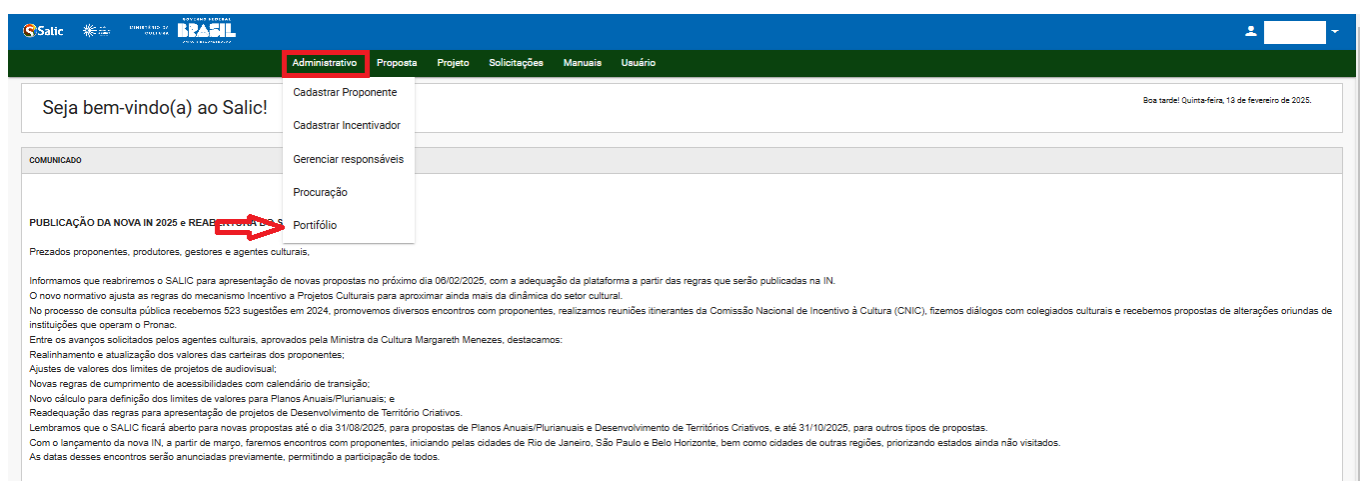 Salic MINISTÉRIO DA CULTURA GOVERNO FEDERAL BRASIL
Administrativo Proposta Projeto Solicitações Manuais Usuário
Cadastrar Proponente
Cadastrar Incentivador
Gerenciar responsáveis
Procuração
Portifólio
Seja bem-vindo(a) ao Salic!
Boa tarde! Quinta-feira, 13 de fevereiro de 2025.
COMUNICADO
PUBLICAÇÃO DA NOVA IN 2025 e
Prezados proponentes, produtores, gestores e agentes culturais,
Informamos que reabriremos o SALIC para apresentação de novas propostas no próximo dia 06/02/2025, com a adequação da plataforma a partir das regras que serão publicadas na IN.
O novo normativo ajusta as regras do mecanismo Incentivo a Projetos Culturais para aproximar ainda mais da dinâmica do setor cultural.
No processo de consulta pública recebemos 523 sugestões em 2024, promovemos diversos encontros com proponentes, realizamos reuniões itinerantes da Comissão Nacional de Incentivo à Cultura (CNIC), fizemos diálogos com colegiados culturais e recebemos propostas de alterações oriundas de
instituições que operam o Pronac.
Entre os avanços solicitados pelos agentes culturais, aprovados pela Ministra da Cultura Margareth Menezes, destacamos:
Realinhamento e atualização dos valores das carteiras dos proponentes;
Ajustes de valores dos limites de projetos de audiovisual;
Novas regras de cumprimento de acessibilidades com calendário de transição;
Novo cálculo para definição dos limites de valores para Planos Anuais/Plurianuais; e
Readequação das regras para apresentação de projetos de Desenvolvimento de Território Criativos.
Lembramos que o SALIC ficará aberto para novas propostas até o dia 31/08/2025, para propostas de Planos Anuais/Plurianuais e Desenvolvimento de Territórios Criativos, e até 31/10/2025, para outros tipos de propostas.
Com o lançamento da nova IN, a partir de março, faremos encontros com proponentes, iniciando pelas cidades de Rio de Janeiro, São Paulo e Belo Horizonte, bem como cidades de outras regiões, priorizando estados ainda não visitados.
As datas desses encontros serão anunciadas previamente, permitindo a participação de todos.